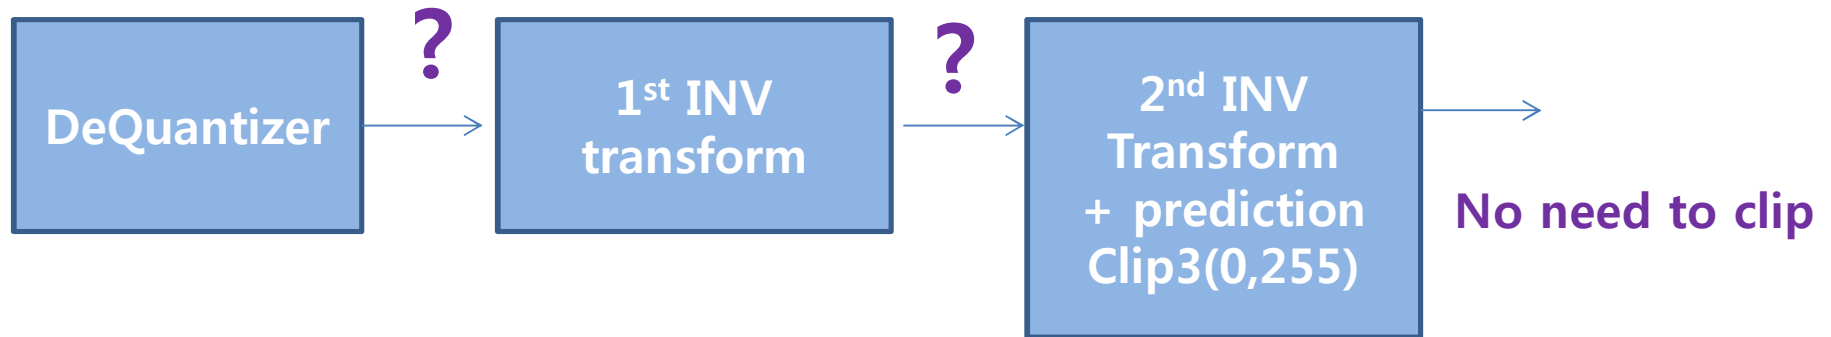 ?
?
DeQuantizer
1st INV
transform
2nd INV
Transform
+ prediction
Clip3(0,255)
No need to clip